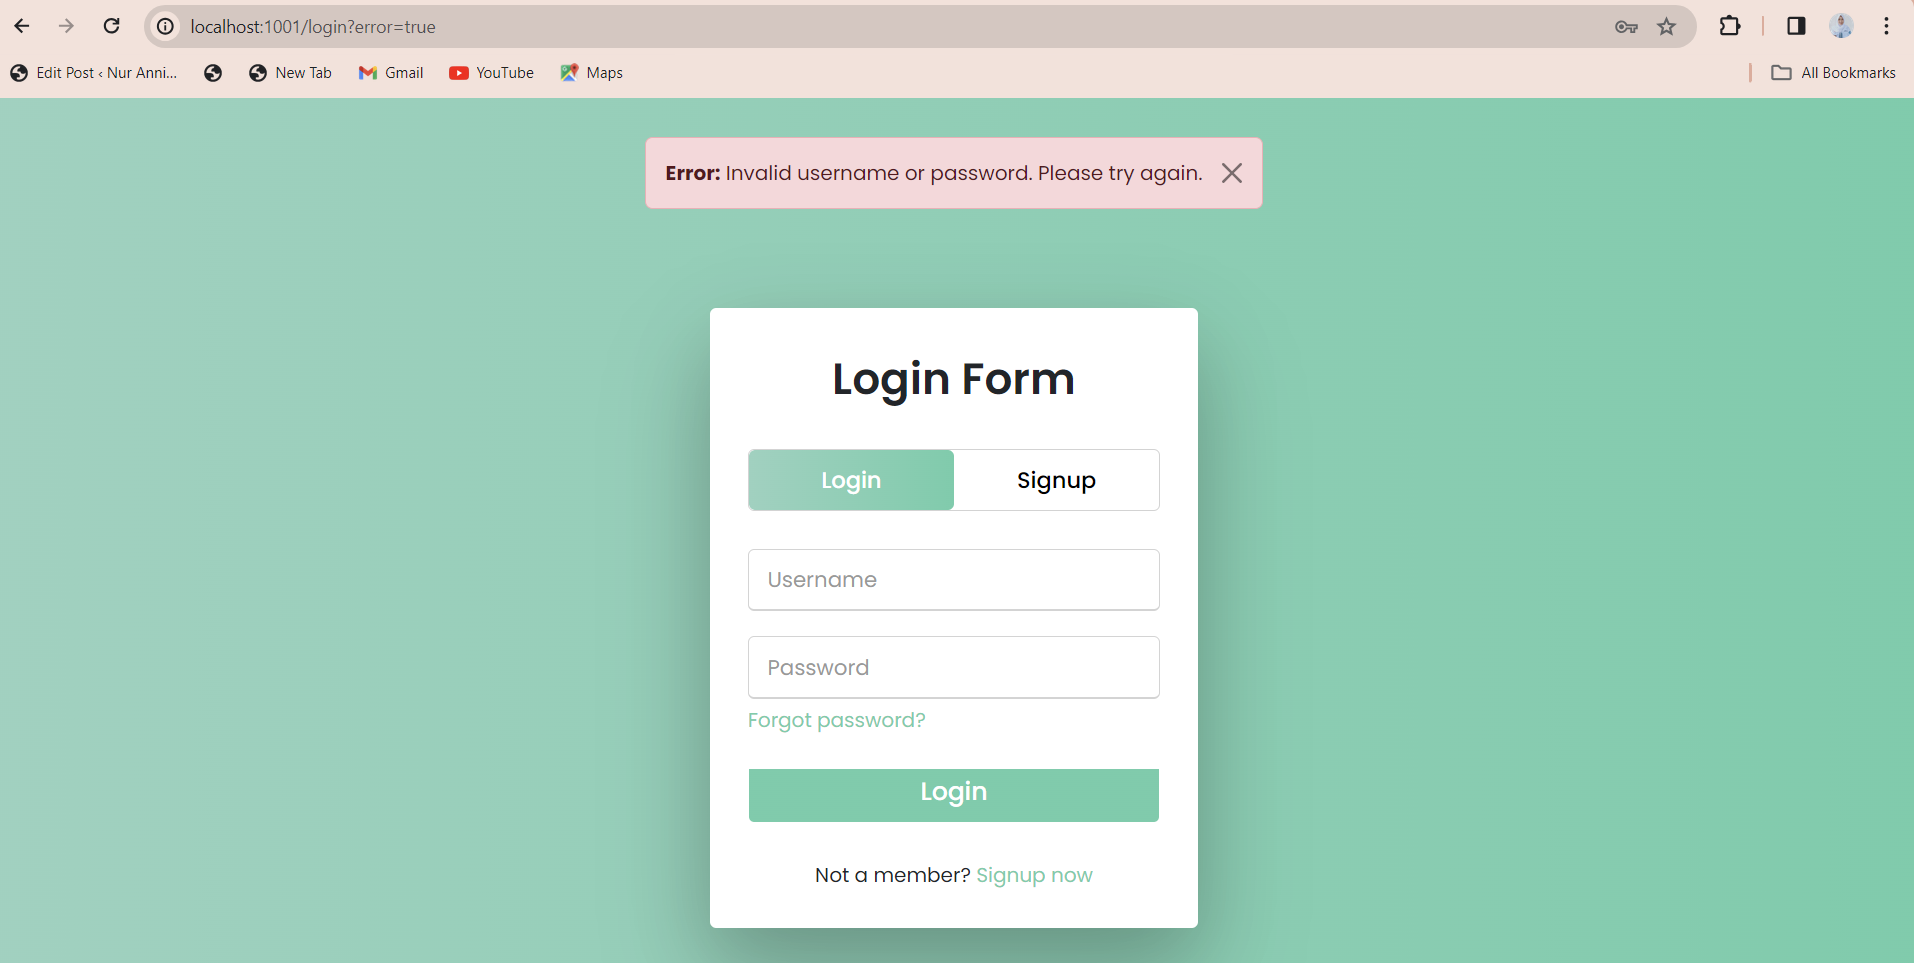 localhost:1001/login?error=true
Edit Post ‹ Nur Anni... New Tab Gmail YouTube Maps All Bookmarks
Error: Invalid username or password. Please try again.
Login Form
Login Signup
Username
Password
Forgot password?
Login
Not a member? Signup now